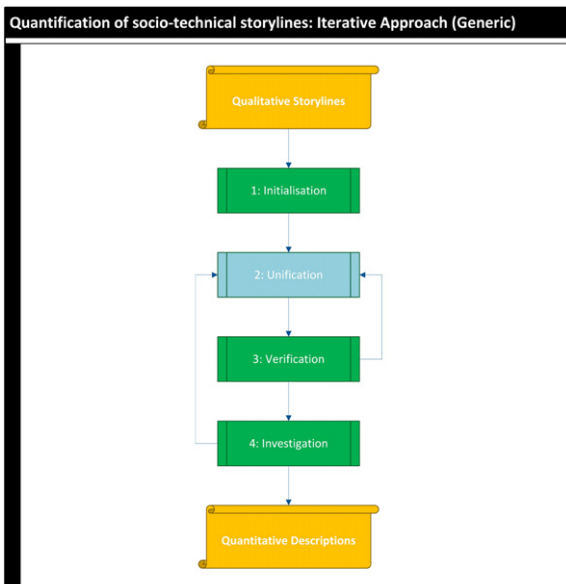 Quantification of socio-technical storylines: Iterative Approach (Generic)
Qualitative Storylines
1: Initialisation
2: Unification
3: Verification
4: Investigation
Quantitative Descriptions